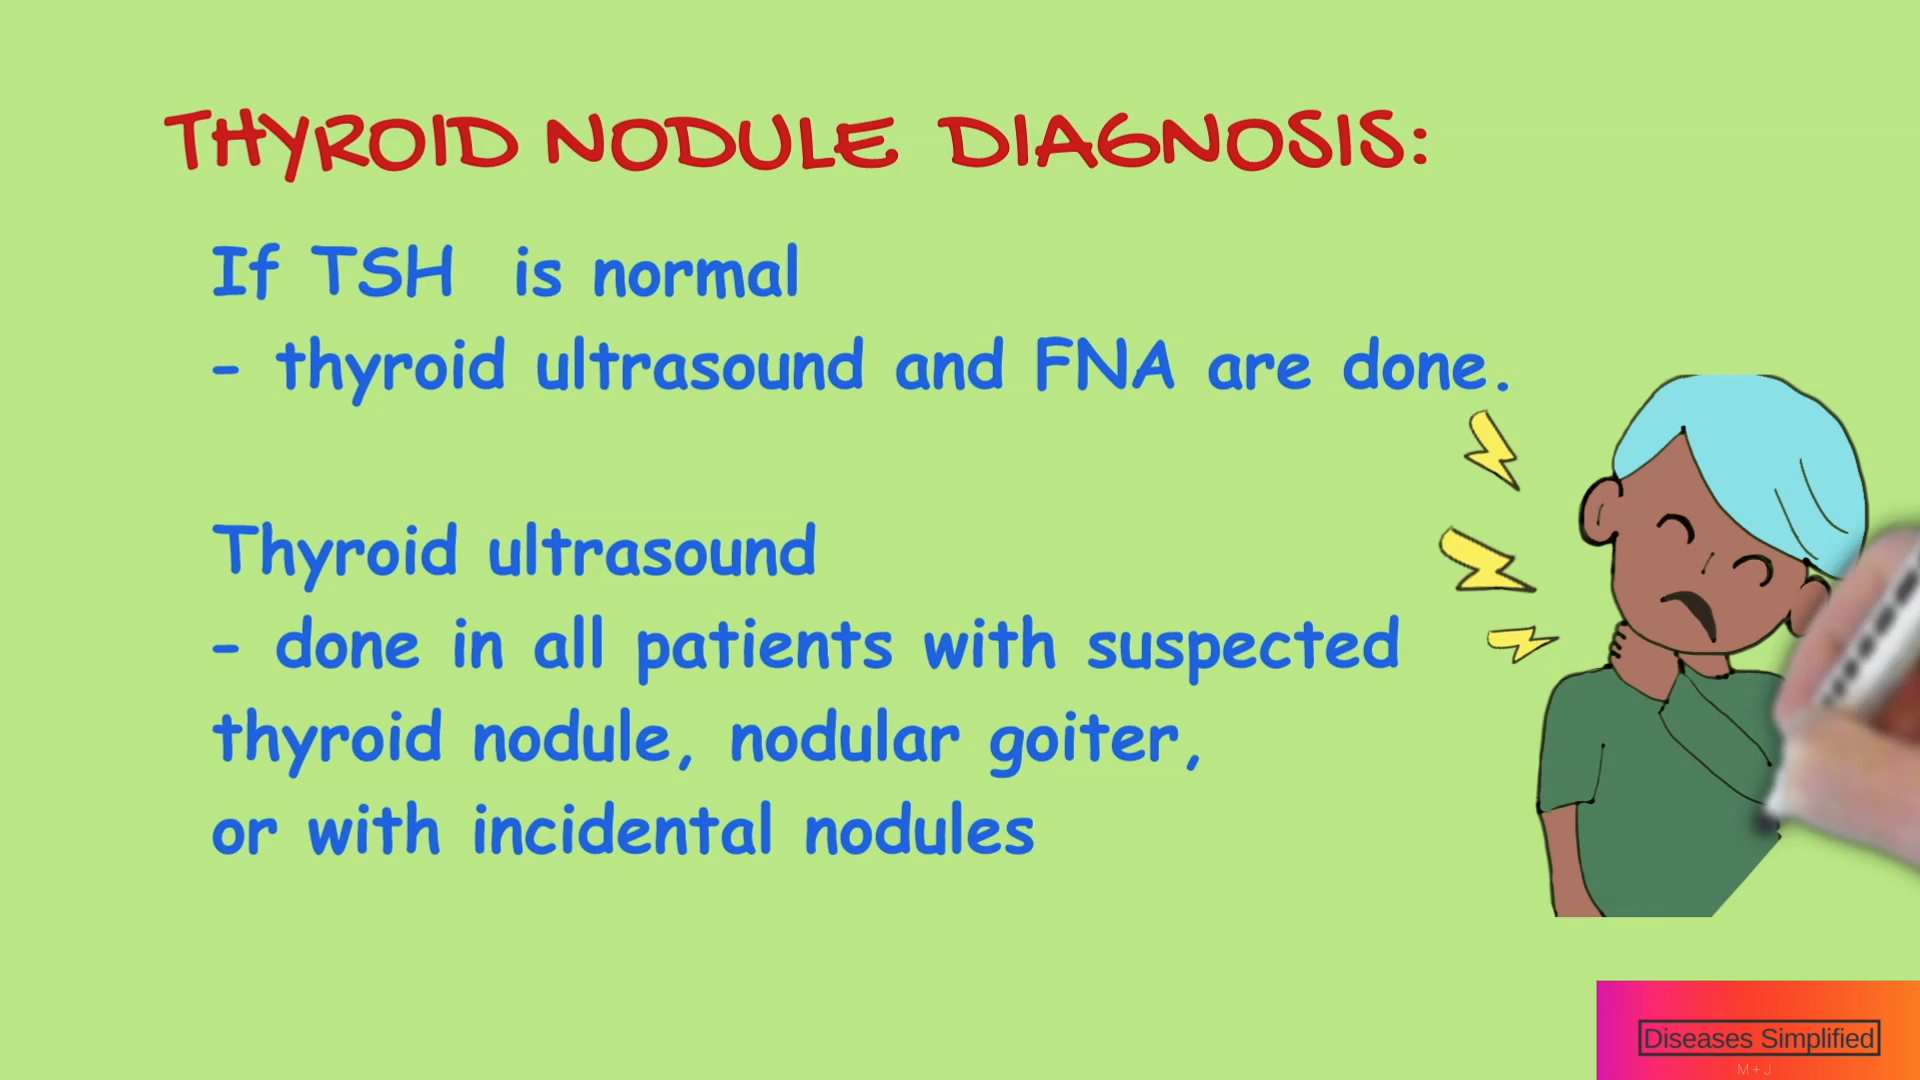 THYROID NODULE DIAGNOSIS:
If TSH is normal
- thyroid ultrasound and FNA are done.
Thyroid ultrasound
- done in all patients with suspected
thyroid nodule, nodular goiter,
or with incidental nodules
Diseases Simplified
M + J